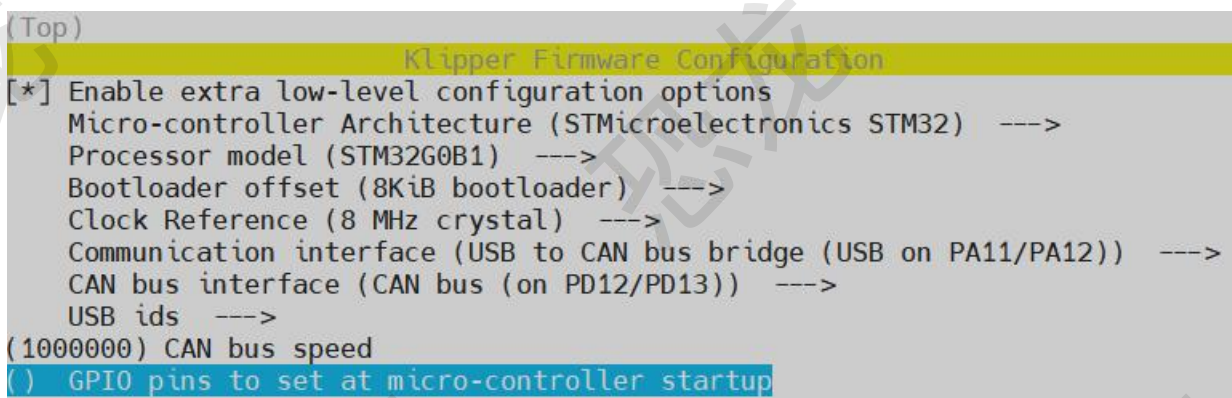 (Top)
Klipper Firmware Configuration
[*] Enable extra low-level configuration options
Micro-controller Architecture (STMicroelectronics STM32) --->
Processor model (STM32G0B1) --->
Bootloader offset (8KiB bootloader) --->
Clock Reference (8 MHz crystal) --->
Communication interface (USB to CAN bus bridge (USB on PA11/PA12)) --->
CAN bus interface (CAN bus (on PD12/PD13)) --->
USB ids --->
(1000000) CAN bus speed
() GPIO pins to set at micro-controller startup
恐龙